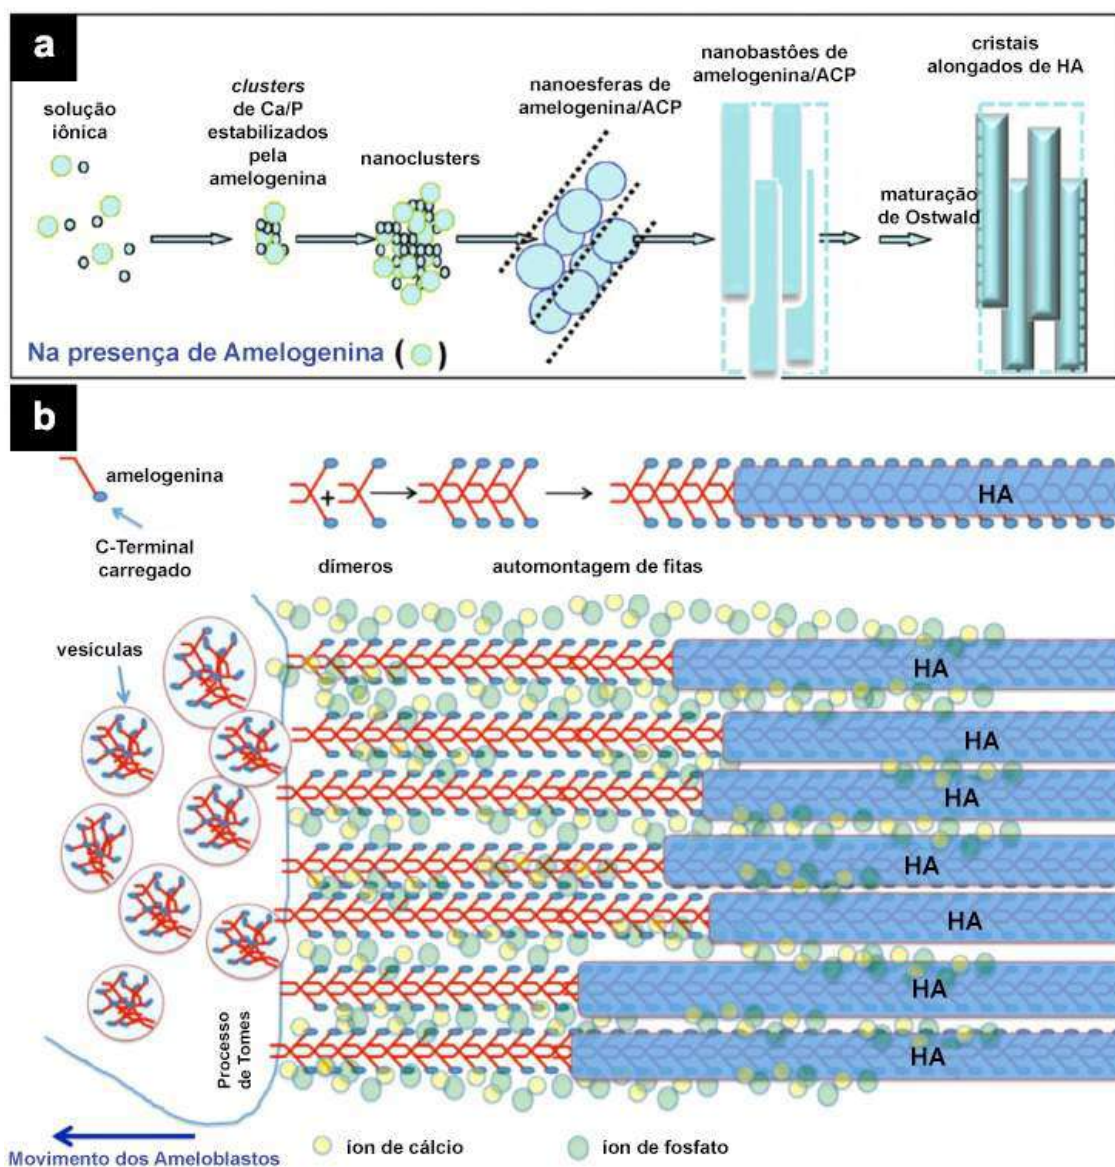 a
solução
iônica
clusters
de Ca/P
estabilizados
pela
amelogenina
nanoclusters
nanoesferas de
amelogenina/ACP
nanobastões de
amelogenina/ACP
maturação
de Ostwald
cristais
alongados de HA
Na presença de Amelogenina ( )
b
amelogenina
C-Terminal
carregado
+
HA
dímeros
automontagem de fitas
vesículas
HA
HA
HA
HA
HA
HA
HA
Processo
de Tomes
íon de cálcio
íon de fosfato
Movimento dos Ameloblastos